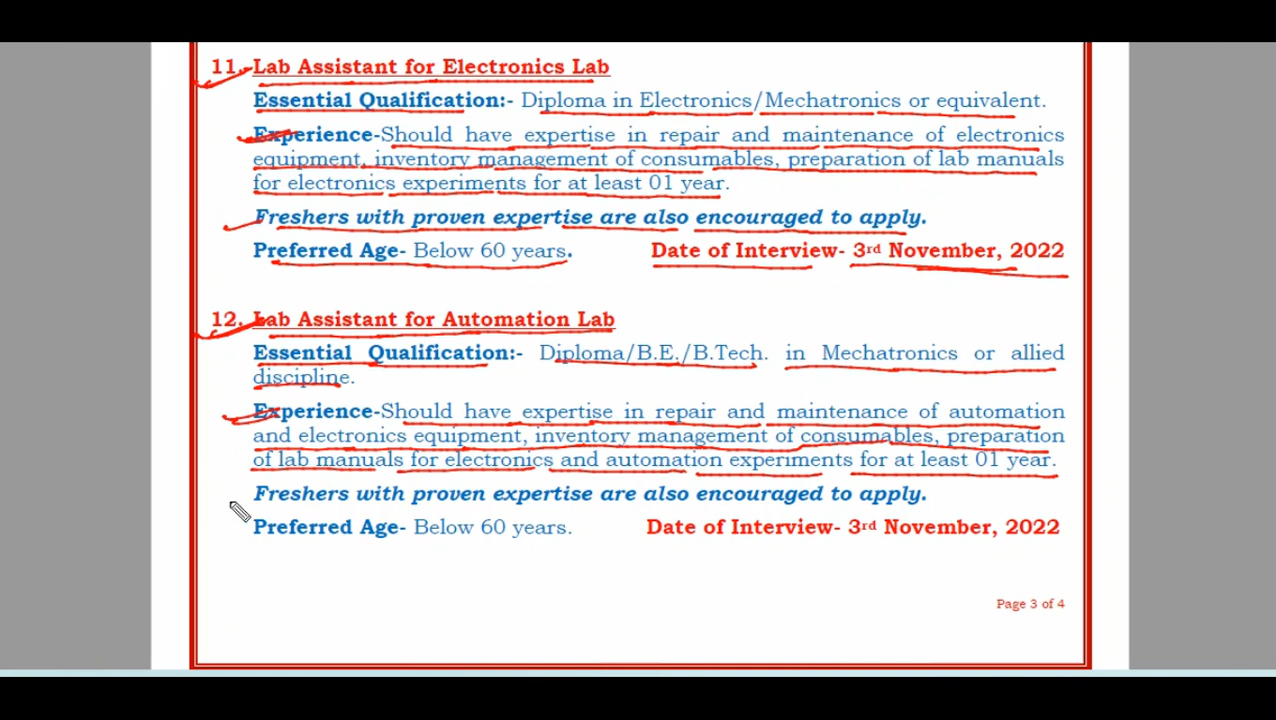 11. Lab Assistant for Electronics Lab
Essential Qualification:- Diploma in Electronics/Mechatronics or equivalent.
Experience-Should have expertise in repair and maintenance of electronics
equipment, inventory management of consumables, preparation of lab manuals
for electronics experiments for at least 01 year.
Freshers with proven expertise are also encouraged to apply.
Preferred Age- Below 60 years. Date of Interview- 3rd November, 2022
12. Lab Assistant for Automation Lab
Essential Qualification:- Diploma/B.E./B.Tech. in Mechatronics or allied
discipline.
Experience-Should have expertise in repair and maintenance of automation
and electronics equipment, inventory management of consumables, preparation
of lab manuals for electronics and automation experiments for at least 01 year.
Freshers with proven expertise are also encouraged to apply.
Preferred Age- Below 60 years. Date of Interview- 3rd November, 2022
Page 3 of 4